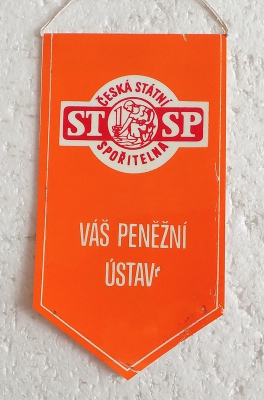 ČESKÁ STÁTNÍ
ST SP
SPOŘITELNA
VÁŠ PENĚŽNÍ
ÚSTAV